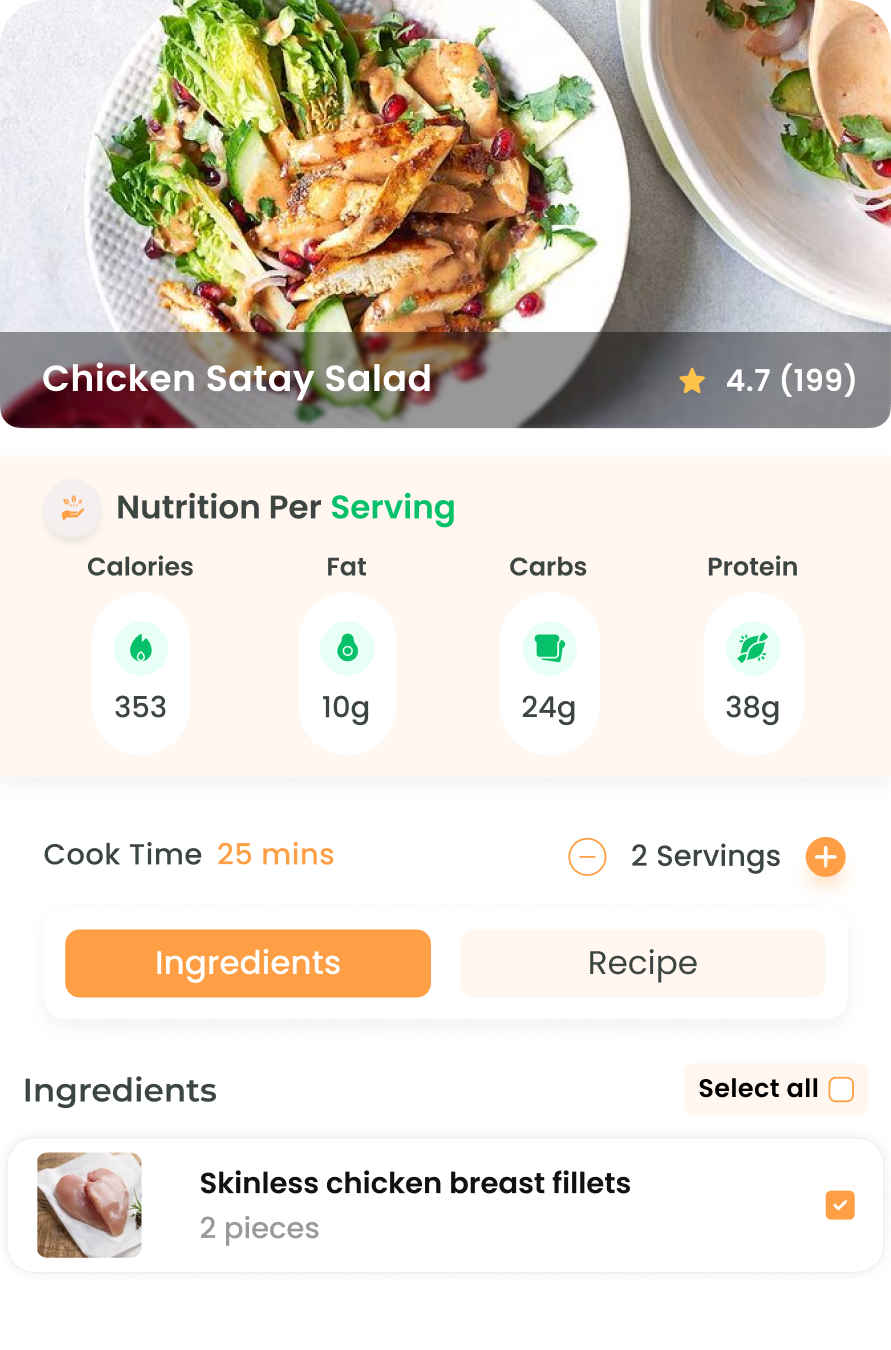 Chicken Satay Salad
4.7 (199)
Nutrition Per Serving
Calories Fat Carbs Protein
353 10g 24g 38g
Cook Time 25 mins
2 Servings
Ingredients Recipe
Ingredients
Select all
Skinless chicken breast fillets
2 pieces